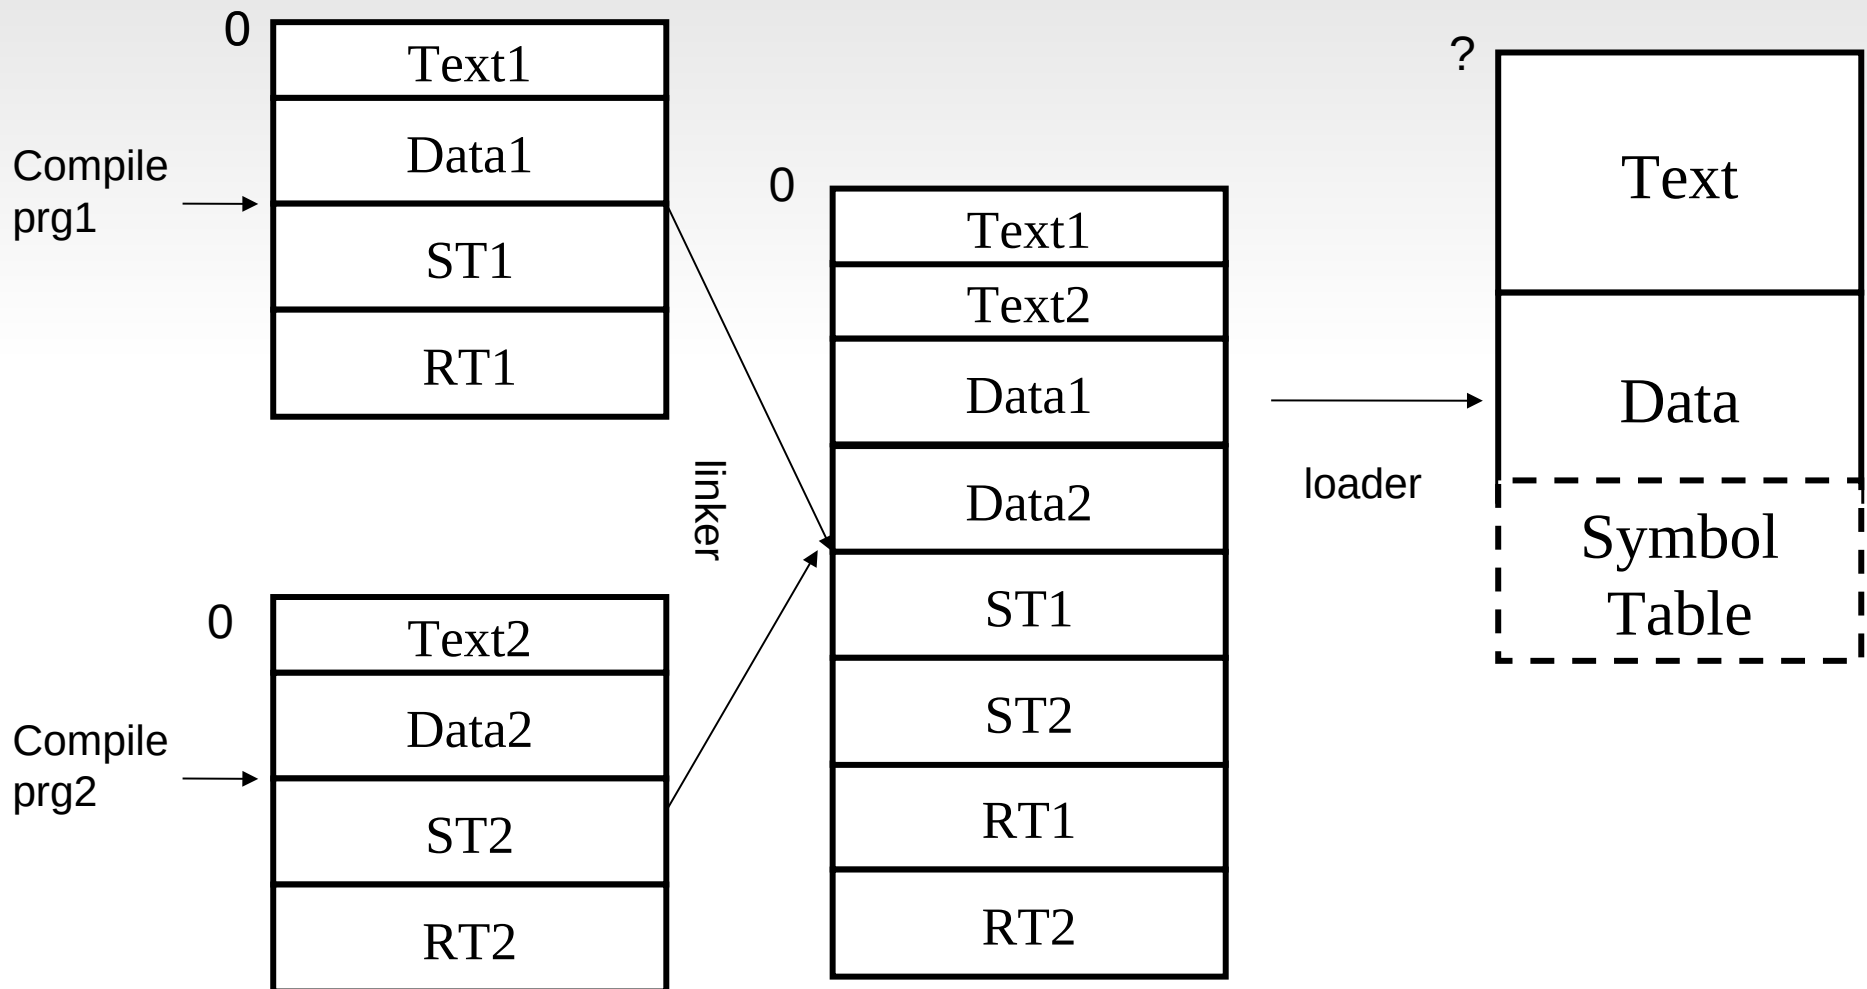 0
Text1
Data1
ST1
RT1
Compile
prg1
0
Text2
Data2
ST2
RT2
Compile
prg2
linker
0
Text1
Text2
Data1
Data2
ST1
ST2
RT1
RT2
loader
?
Text
Data
Symbol
Table